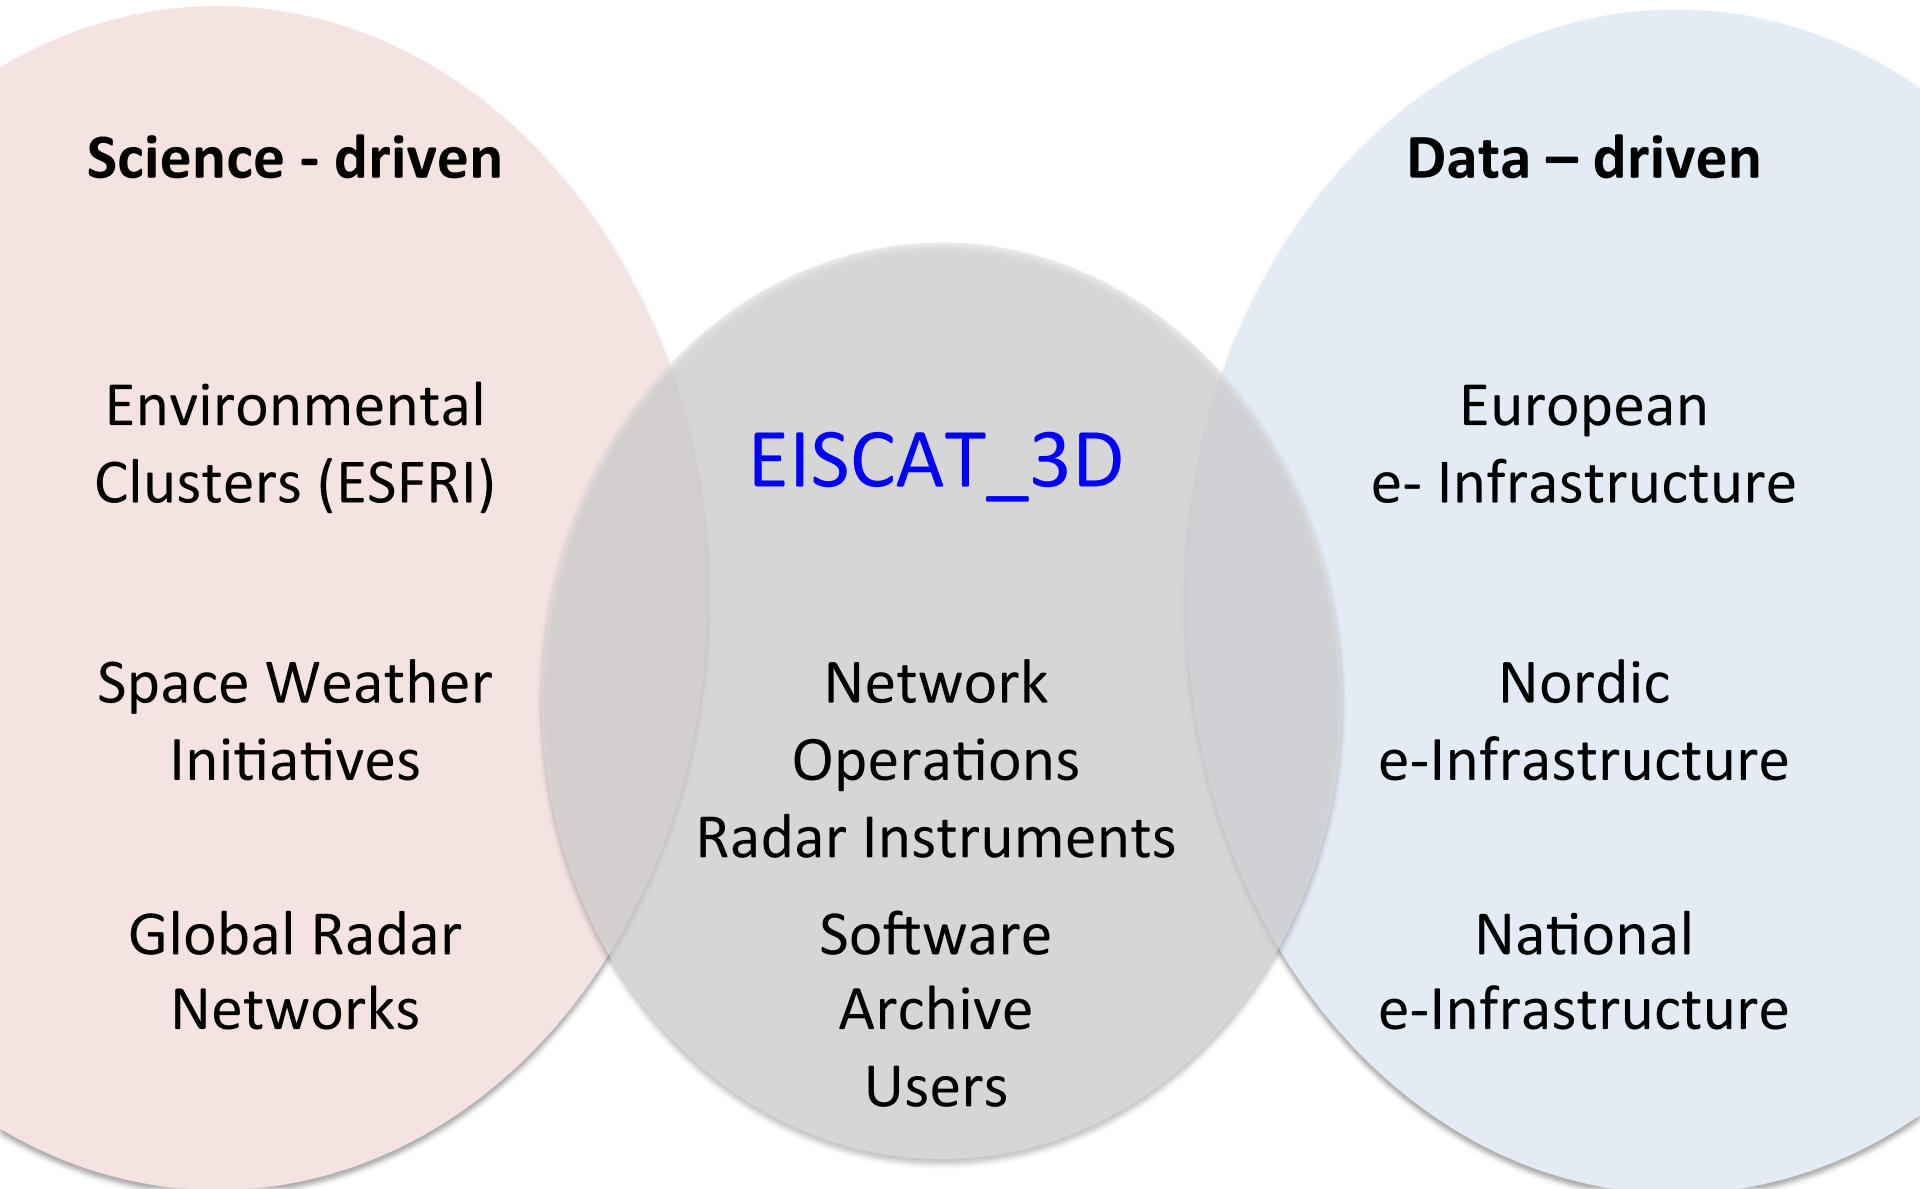 Science - driven
Environmental
Clusters (ESFRI)
Space Weather
Initiatives
Global Radar
Networks
EISCAT_3D
Network
Operations
Radar Instruments
Software
Archive
Users
Data – driven
European
e- Infrastructure
Nordic
e-Infrastructure
National
e-Infrastructure